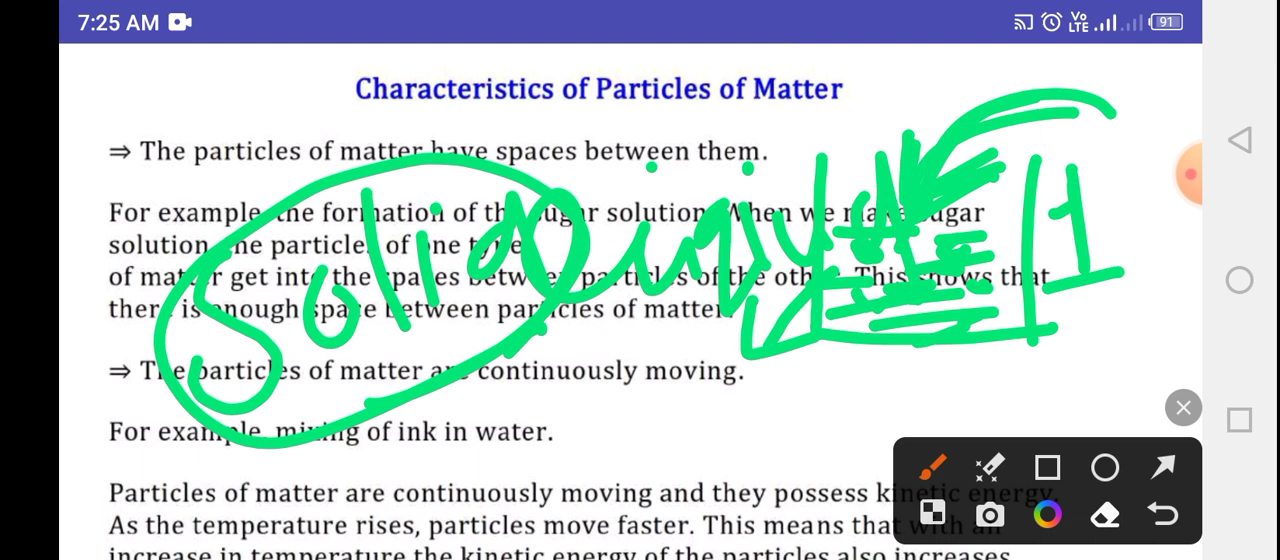 7:25 AM
Vo LTE 91
Characteristics of Particles of Matter
⇒ The particles of matter have spaces between them.
For example, the formation of the sugar solution. When we make sugar
solution, the particles of one type
of matter get into the spaces between particles of the other. This shows that
there is enough space between particles of matter.
Solid
⇒ The particles of matter are continuously moving.
For example, mixing of ink in water.
Particles of matter are continuously moving and they possess kinetic energy.
As the temperature rises, particles move faster. This means that with an
increase in temperature the kinetic energy of the particles also increases